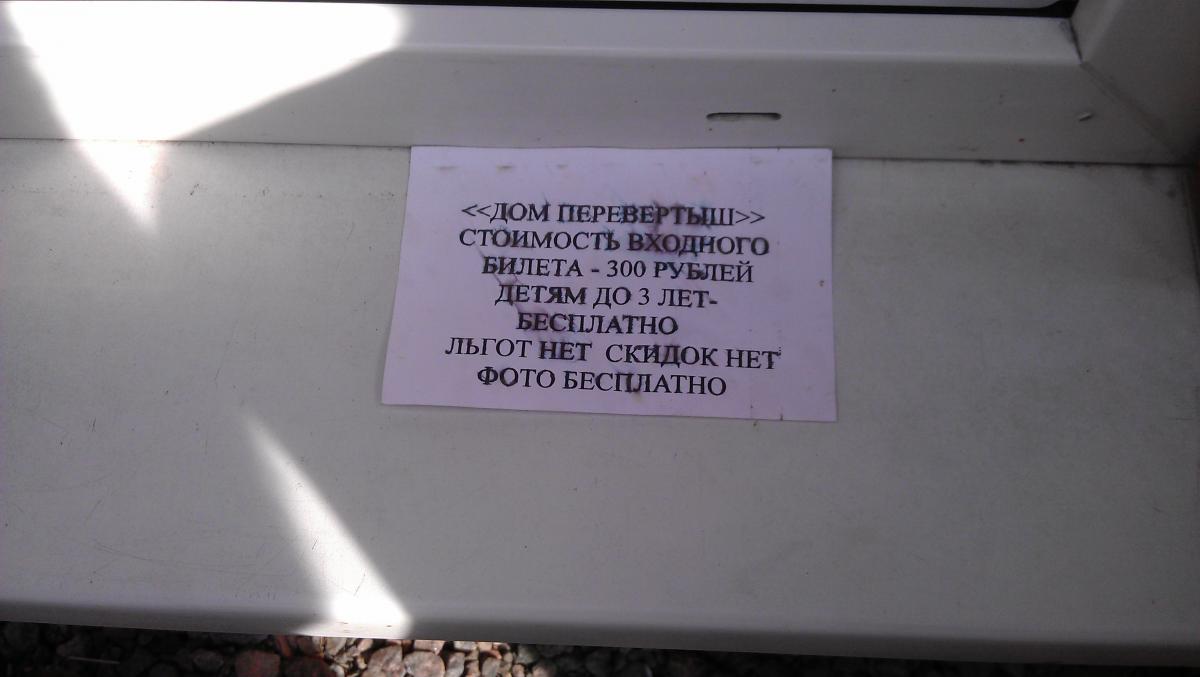 <<ДОМ ПЕРЕВЕРТЫШ>>
СТОИМОСТЬ ВХОДНОГО
БИЛЕТА - 300 РУБЛЕЙ
ДЕТЯМ ДО 3 ЛЕТ-
БЕСПЛАТНО
ЛЬГОТ НЕТ СКИДОК НЕТ
ФОТО БЕСПЛАТНО